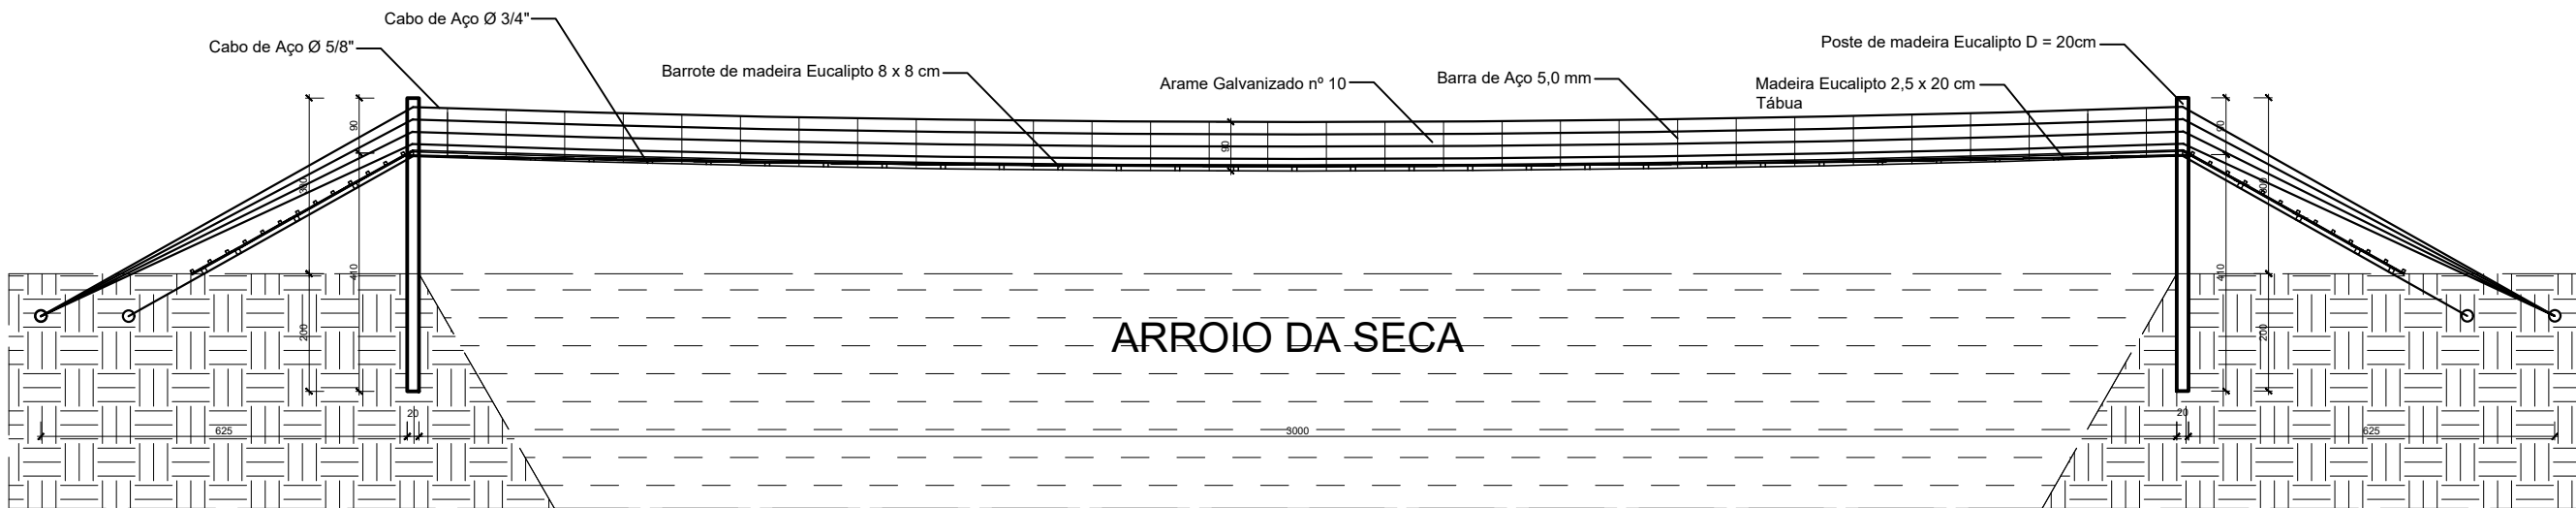 Cabo de Aço Ø 3/4"
Cabo de Aço Ø 5/8"
Barrote de madeira Eucalipto 8 x 8 cm
Arame Galvanizado nº 10
Barra de Aço 5,0 mm
Poste de madeira Eucalipto D = 20cm
Madeira Eucalipto 2,5 x 20 cm
Tábua
90
300
410
200
90
90
300
410
200
ARROIO DA SECA
20
625
3000
20
625